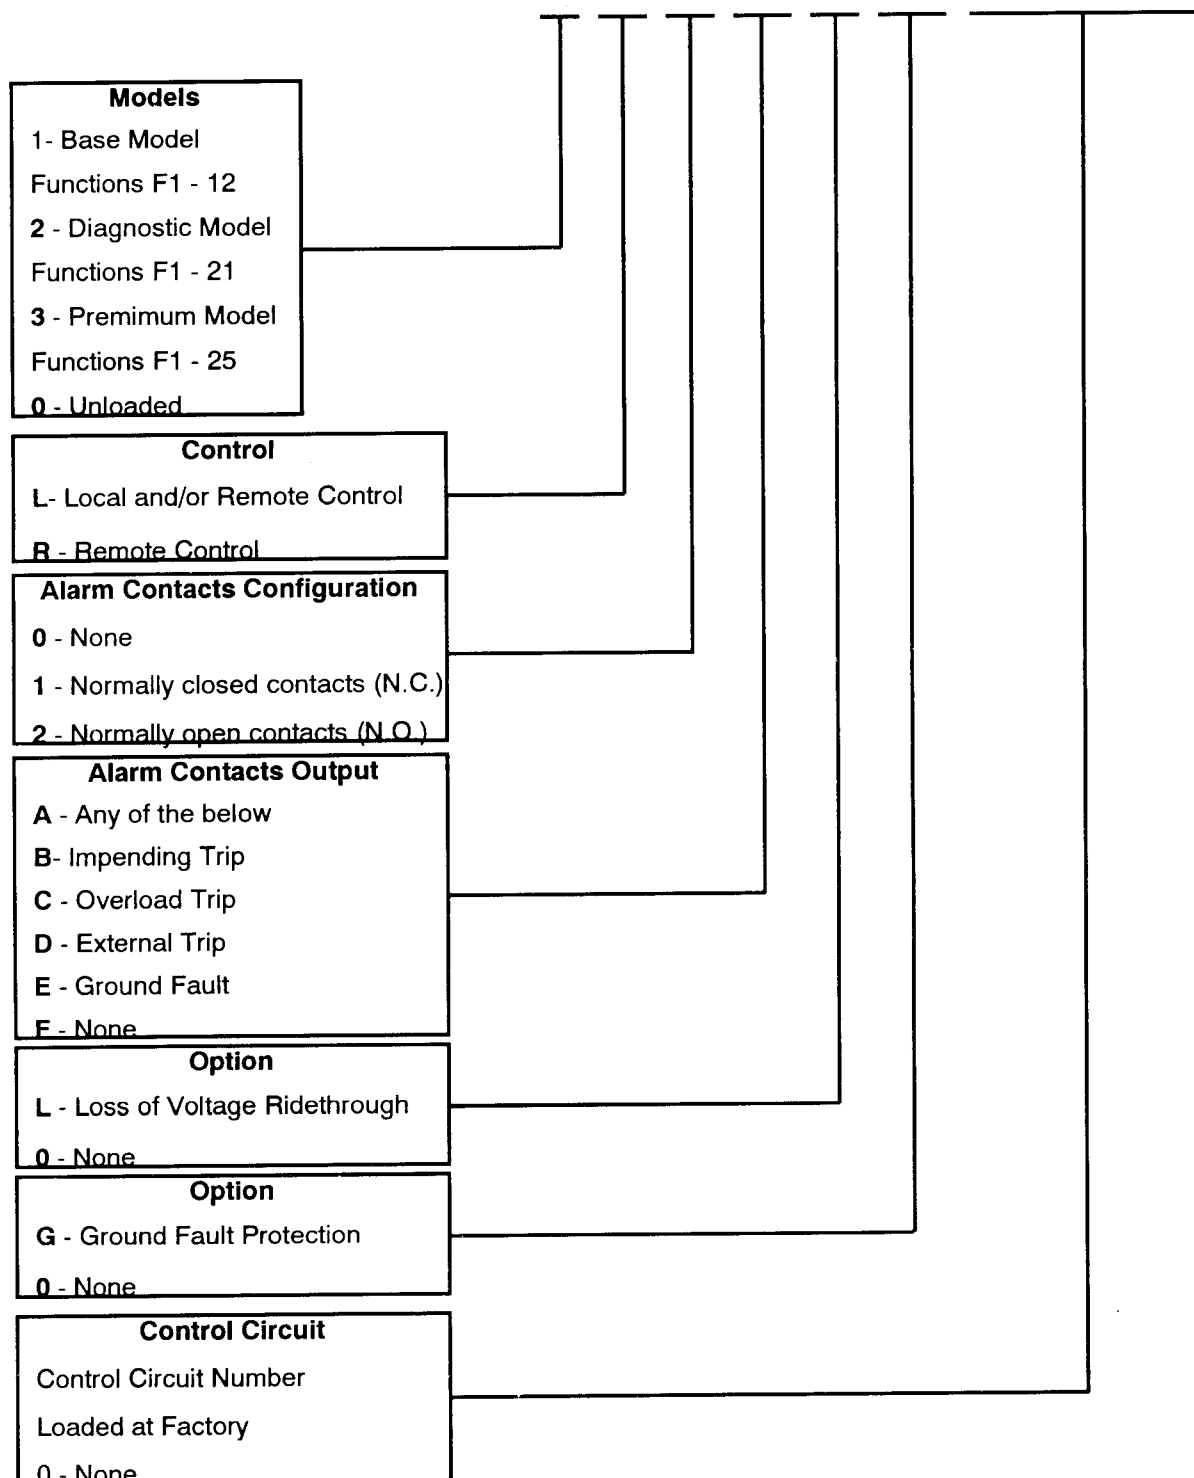 Models
1- Base Model
Functions F1 - 12
2 - Diagnostic Model
Functions F1 - 21
3 - Premimum Model
Functions F1 - 25
0 - Unloaded
Control
L- Local and/or Remote Control
R - Remote Control
Alarm Contacts Configuration
0 - None
1 - Normally closed contacts (N.C.)
2 - Normally open contacts (N.O.)
Alarm Contacts Output
A - Any of the below
B- Impending Trip
C - Overload Trip
D - External Trip
E - Ground Fault
F - None
Option
L - Loss of Voltage Ridethrough
0 - None
Option
G - Ground Fault Protection
0 - None
Control Circuit
Control Circuit Number
Loaded at Factory
0 - None